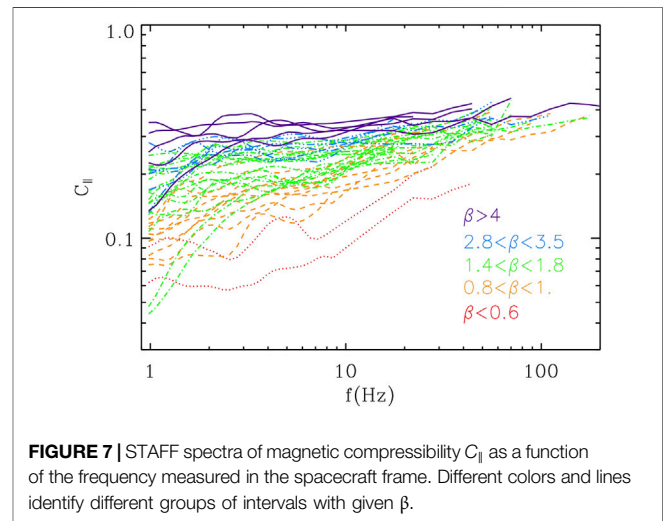 1.0
C∥
0.1
1
10
100
f(Hz)
β>4
2.8<β<3.5
1.4<β<1.8
0.8<β<1.
β<0.6
FIGURE 7 | STAFF spectra of magnetic compressibility C∥ as a function
of the frequency measured in the spacecraft frame. Different colors and lines
identify different groups of intervals with given β.